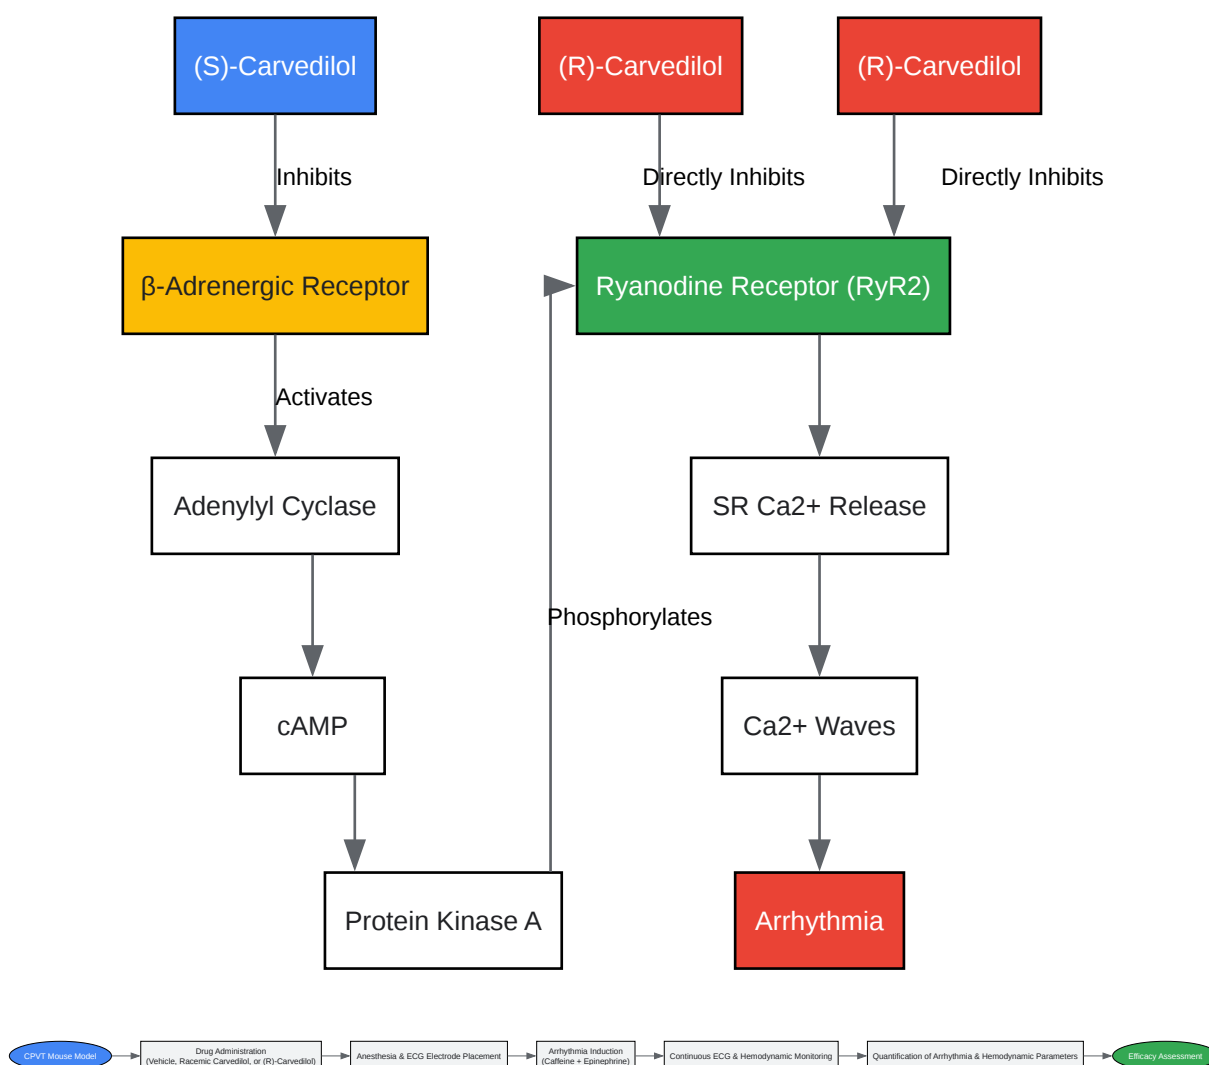 (S)-Carvedilol
(R)-Carvedilol
(R)-Carvedilol
Inhibits
Directly Inhibits
Directly Inhibits
β-Adrenergic Receptor
Ryanodine Receptor (RyR2)
Activates
Adenylyl Cyclase
SR Ca2+ Release
Phosphorylates
cAMP
Ca2+ Waves
Protein Kinase A
Arrhythmia
CPVT Mouse Model
Drug Administration
(Vehicle, Racemic Carvedilol, or (R)-Carvedilol)
Anesthesia & ECG Electrode Placement
Arrhythmia Induction
(Caffeine + Epinephrine)
Continuous ECG & Hemodynamic Monitoring
Quantification of Arrhythmia & Hemodynamic Parameters
Efficacy Assessment